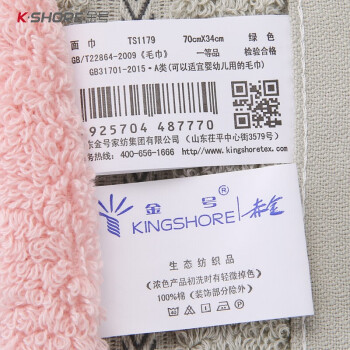 K·SHORE 金号
面 巾 TS1179 70cmX34cm 绿 色
GB/T22864-2009《毛巾》 一等品 检验合格
GB31701-2015·A类(可以适宜婴幼儿用的毛巾)
925704 487770
东金号家纺集团有限公司 (山东茌平中心街3579号)
务热线: 400-656-1666 http://www.kingshoretex.com
金 号 ®
KINGSHORE
生 态 纺 织 品
(浓色产品初洗时有轻微掉色)
100%棉 (装饰部分除外)